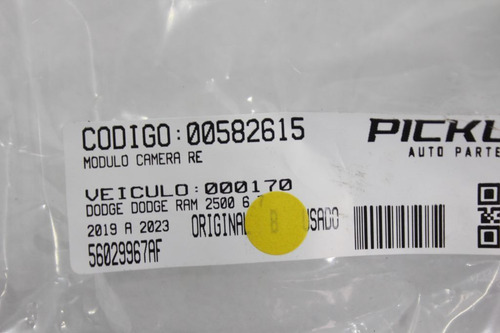 CODIGO:00582615
MODULO CAMERA RE
VEICULO:000170
DODGE DODGE RAM 2500 6
2019 A 2023
ORIGINAL B USADO
56029967AF
PICKU
AUTO PARTE